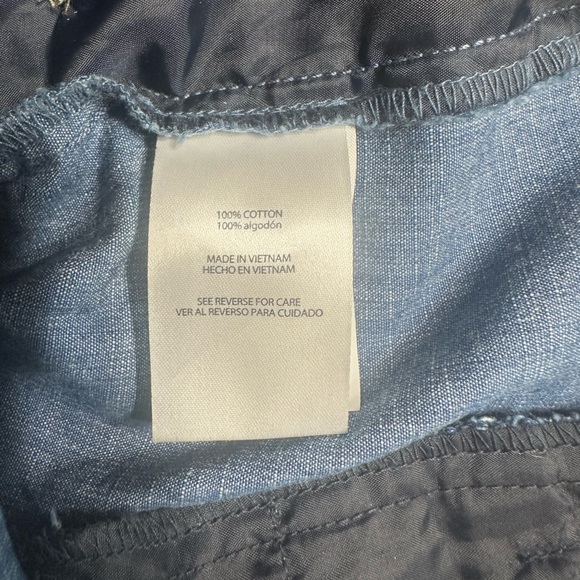 100% COTTON
100% algodón
MADE IN VIETNAM
HECHO EN VIETNAM
SEE REVERSE FOR CARE
VER AL REVERSO PARA CUIDADO